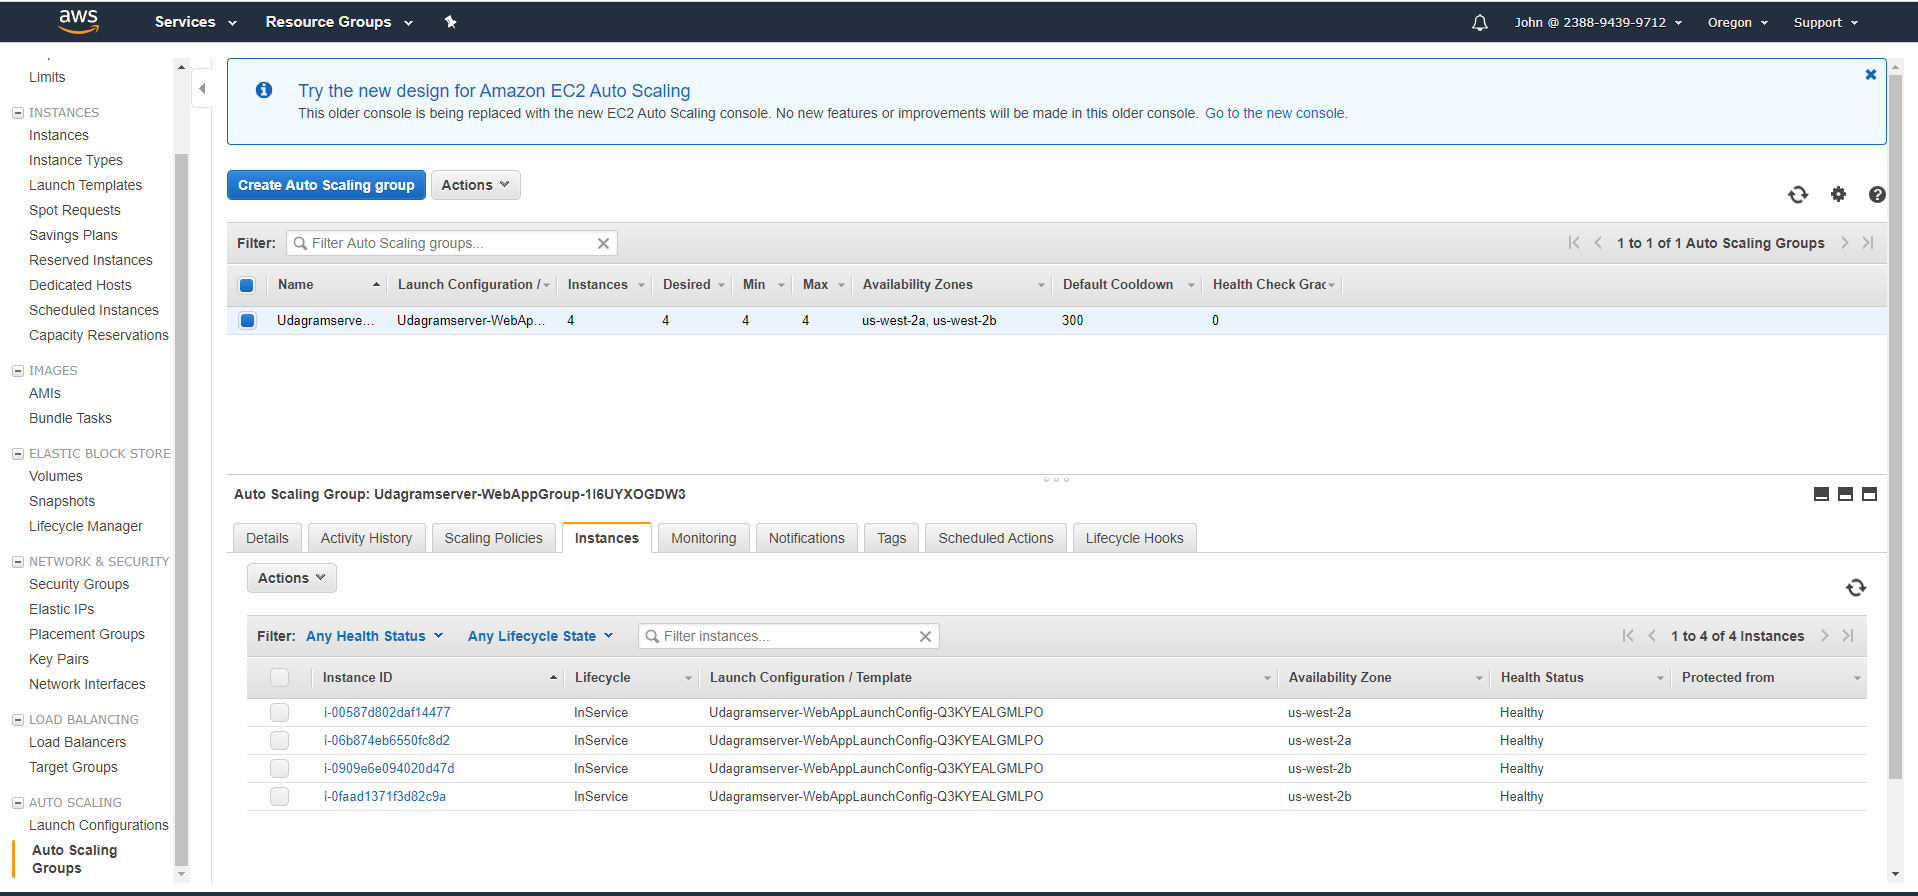 aws Services Resource Groups John @ 2388-9439-9712 Oregon Support
Limits
INSTANCES
Instances
Instance Types
Launch Templates
Spot Requests
Savings Plans
Reserved Instances
Dedicated Hosts
Scheduled Instances
Capacity Reservations
IMAGES
AMIs
Bundle Tasks
ELASTIC BLOCK STORE
Volumes
Snapshots
Lifecycle Manager
NETWORK & SECURITY
Security Groups
Elastic IPs
Placement Groups
Key Pairs
Network Interfaces
LOAD BALANCING
Load Balancers
Target Groups
AUTO SCALING
Launch Configurations
Auto Scaling
Groups
Try the new design for Amazon EC2 Auto Scaling
This older console is being replaced with the new EC2 Auto Scaling console. No new features or improvements will be made in this older console. Go to the new console.
Create Auto Scaling group Actions
Filter: Filter Auto Scaling groups... 1 to 1 of 1 Auto Scaling Groups
Name Launch Configuration / Instances Desired Min Max Availability Zones Default Cooldown Health Check Grac
Udagramserve... Udagramserver-WebAp... 4 4 4 4 us-west-2a, us-west-2b 300 0
Auto Scaling Group: Udagramserver-WebAppGroup-1I6UYXOGDW3
Details Activity History Scaling Policies Instances Monitoring Notifications Tags Scheduled Actions Lifecycle Hooks
Actions
Filter: Any Health Status Any Lifecycle State Filter instances... 1 to 4 of 4 Instances
Instance ID Lifecycle Launch Configuration / Template Availability Zone Health Status Protected from
i-00587d802daf14477 InService Udagramserver-WebAppLaunchConfig-Q3KYEALGMLPO us-west-2a Healthy
i-06b874eb6550fc8d2 InService Udagramserver-WebAppLaunchConfig-Q3KYEALGMLPO us-west-2a Healthy
i-0909e6e094020d47d InService Udagramserver-WebAppLaunchConfig-Q3KYEALGMLPO us-west-2b Healthy
i-0faad1371f3d82c9a InService Udagramserver-WebAppLaunchConfig-Q3KYEALGMLPO us-west-2b Healthy